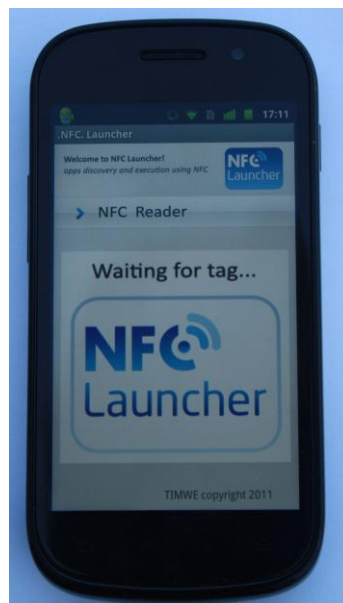 17:11
.NFC. Launcher
Welcome to NFC Launcher!
apps discovery and execution using NFC
NFC
Launcher
NFC Reader
Waiting for tag...
NFC
Launcher
TIMWE copyright 2011